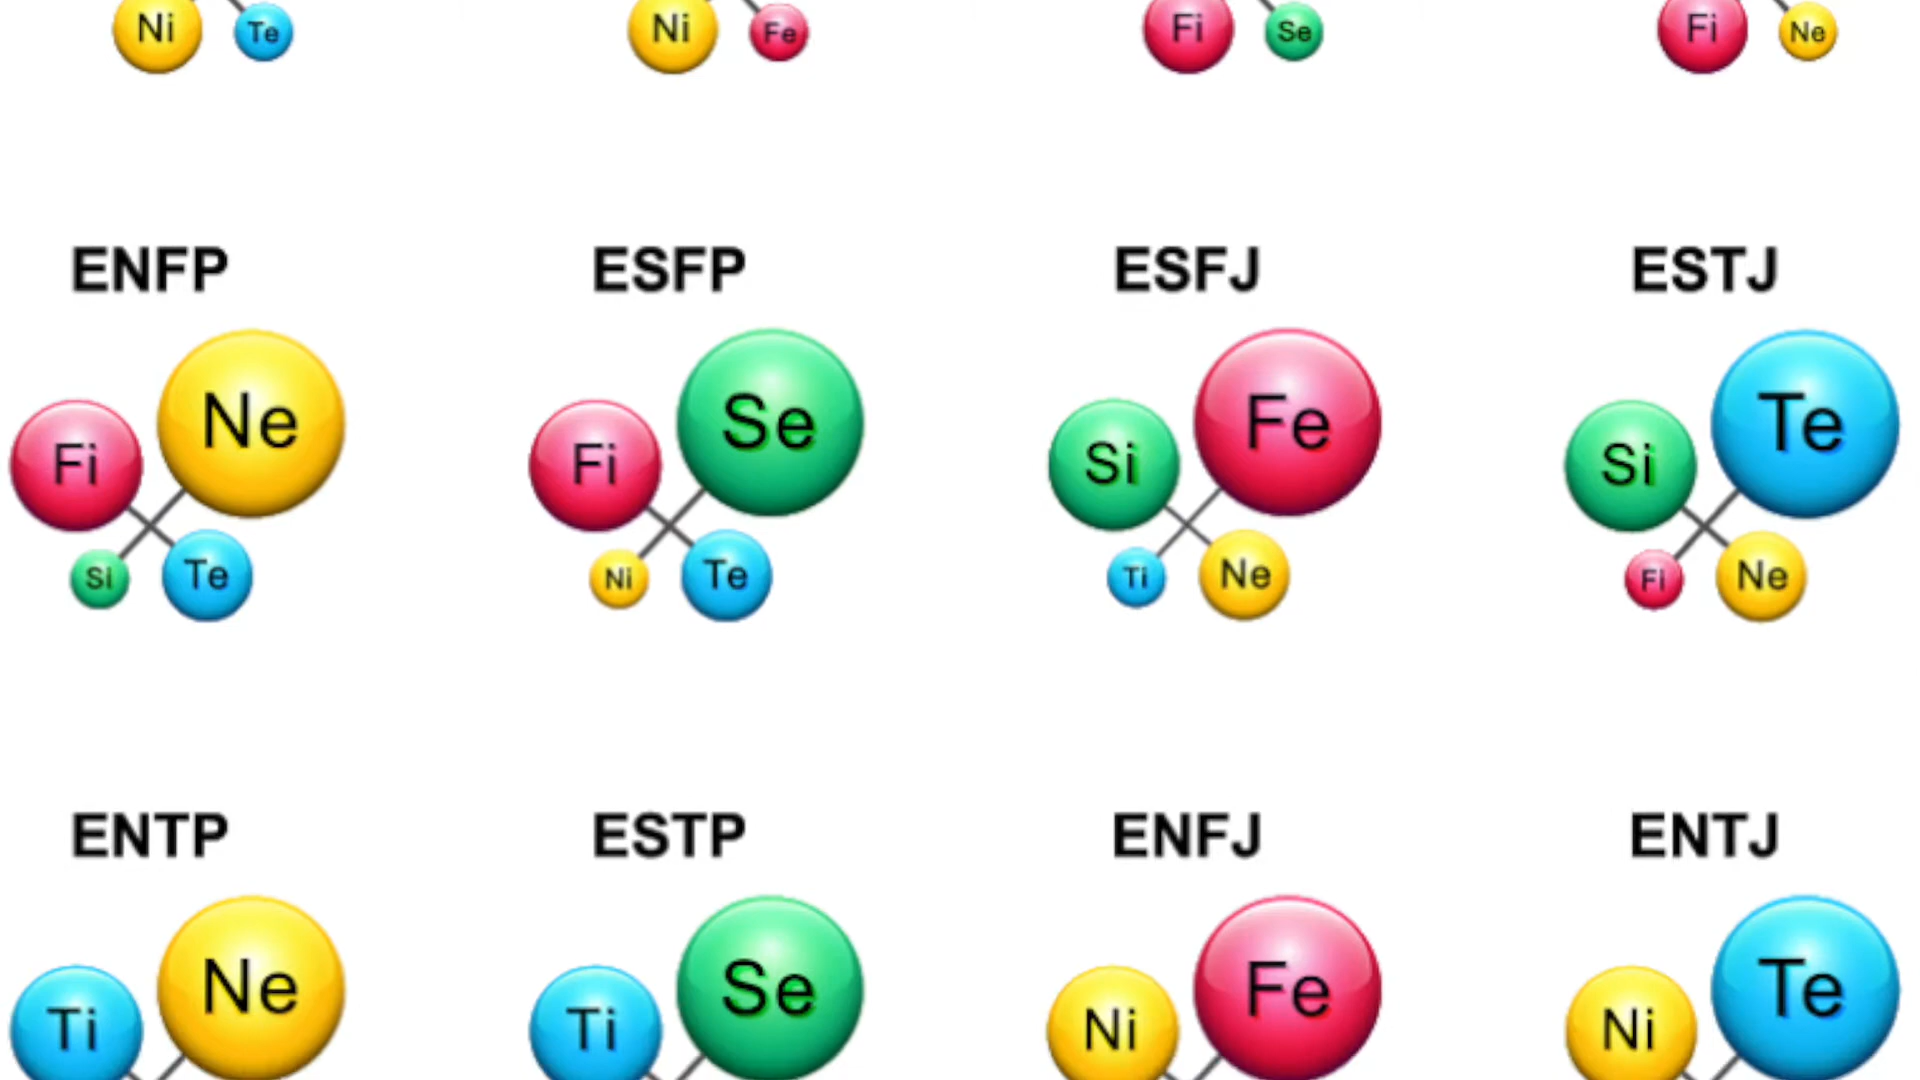 Ni Te Ni Fe Fi Se Fi Ne
ENFP ESFP ESFJ ESTJ
Ne Se Fe Te
Fi Fi Si Si
Si Te Ni Te Ti Ne Fi Ne
ENTP ESTP ENFJ ENTJ
Ne Se Fe Te
Ti Ti Ni Ni